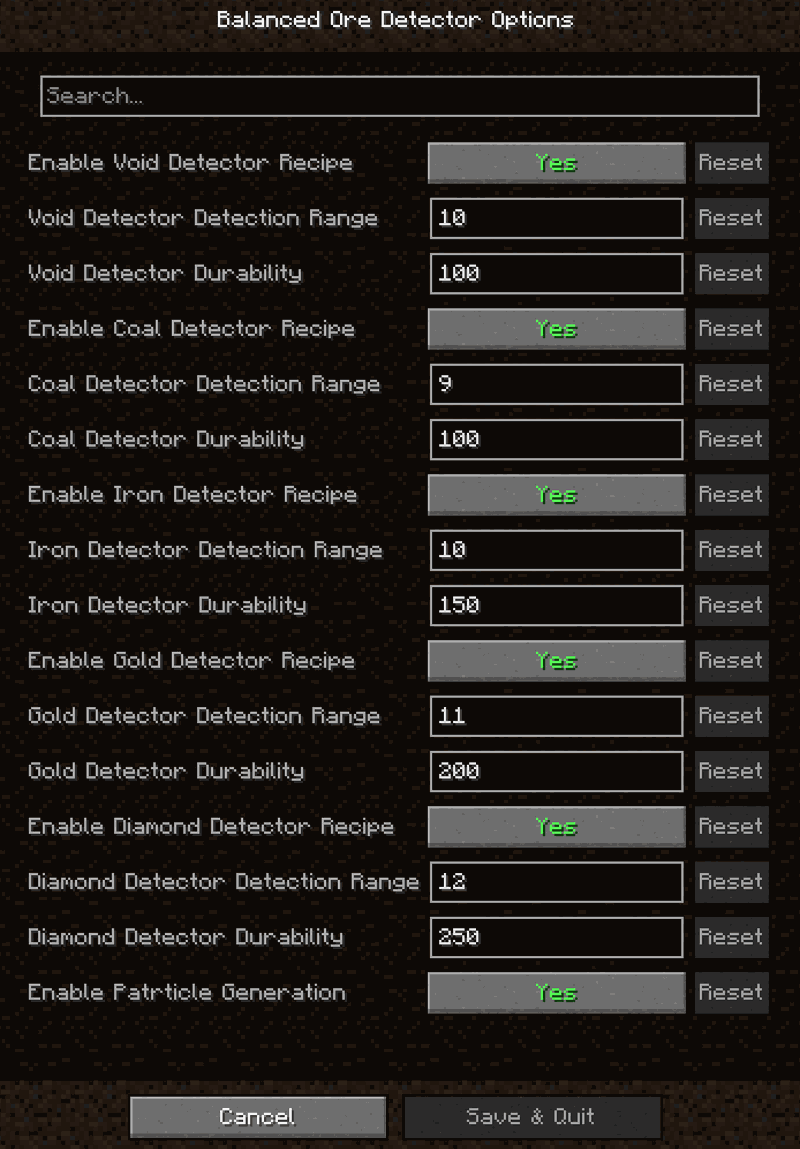 Balanced Ore Detector Options
Search...
Enable Void Detector Recipe Yes Reset
Void Detector Detection Range 10 Reset
Void Detector Durability 100 Reset
Enable Coal Detector Recipe Yes Reset
Coal Detector Detection Range 9 Reset
Coal Detector Durability 100 Reset
Enable Iron Detector Recipe Yes Reset
Iron Detector Detection Range 10 Reset
Iron Detector Durability 150 Reset
Enable Gold Detector Recipe Yes Reset
Gold Detector Detection Range 11 Reset
Gold Detector Durability 200 Reset
Enable Diamond Detector Recipe Yes Reset
Diamond Detector Detection Range 12 Reset
Diamond Detector Durability 250 Reset
Enable Patrticle Generation Yes Reset
Cancel Save & Quit